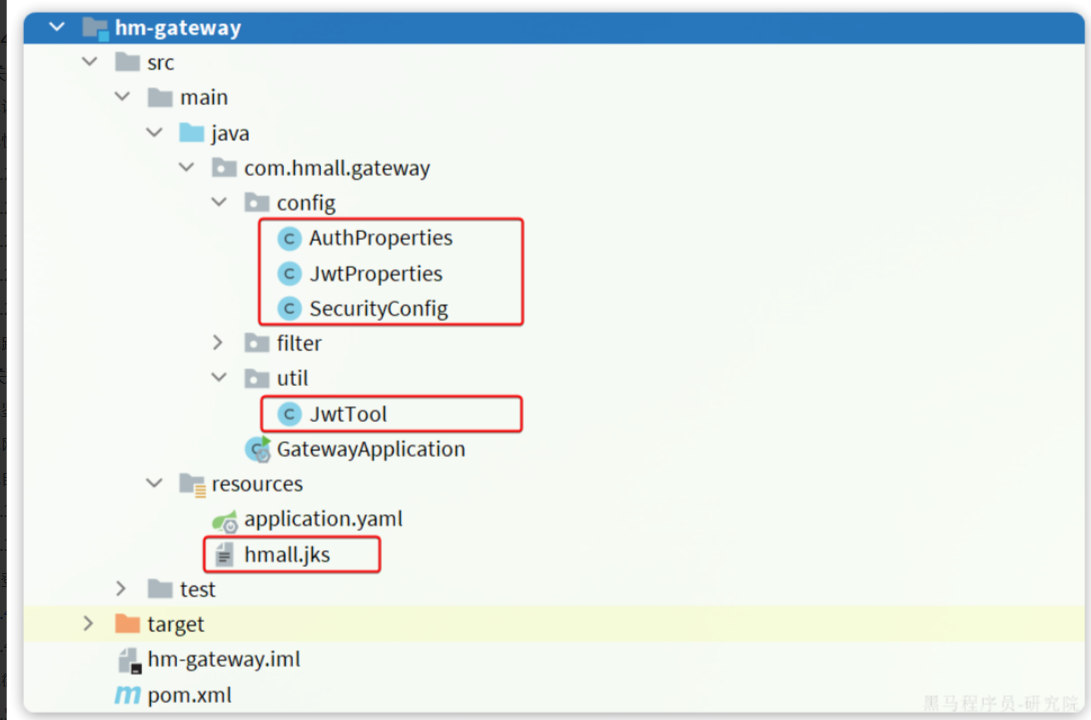 hm-gateway
src
main
java
com.hmall.gateway
config
AuthProperties
JwtProperties
SecurityConfig
filter
util
JwtTool
GatewayApplication
resources
application.yaml
hmall.jks
test
target
hm-gateway.iml
pom.xml
黑马程序员-研究院